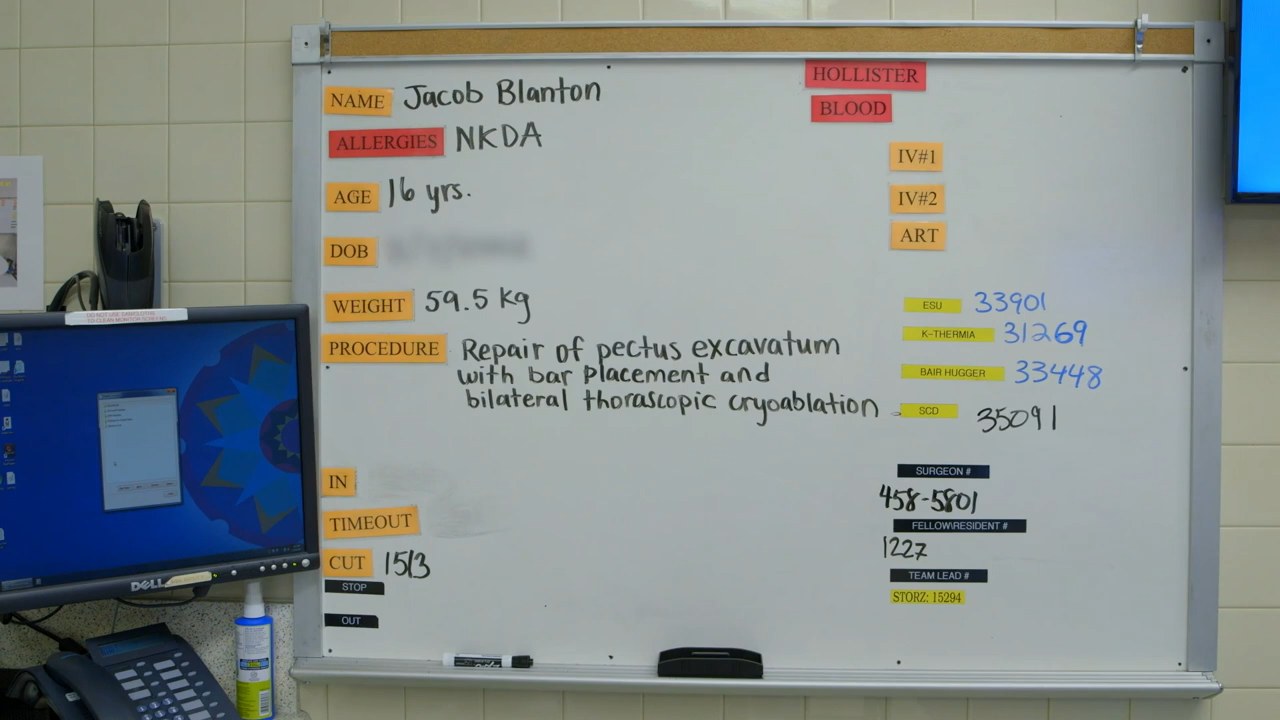 NAME Jacob Blanton
ALLERGIES NKDA
AGE 16 yrs.
DOB
WEIGHT 59.5 kg
PROCEDURE Repair of pectus excavatum
with bar placement and
bilateral thorascopic cryoablation
IN
TIMEOUT
CUT 1513
STOP
OUT
HOLLISTER
BLOOD
IV#1
IV#2
ART
ESU 33901
K-THERMIA 31269
BAIR HUGGER 33448
SCD 35091
SURGEON #
458-5801
FELLOW\RESIDENT #
1227
TEAM LEAD #
STORZ: 15294
DELL